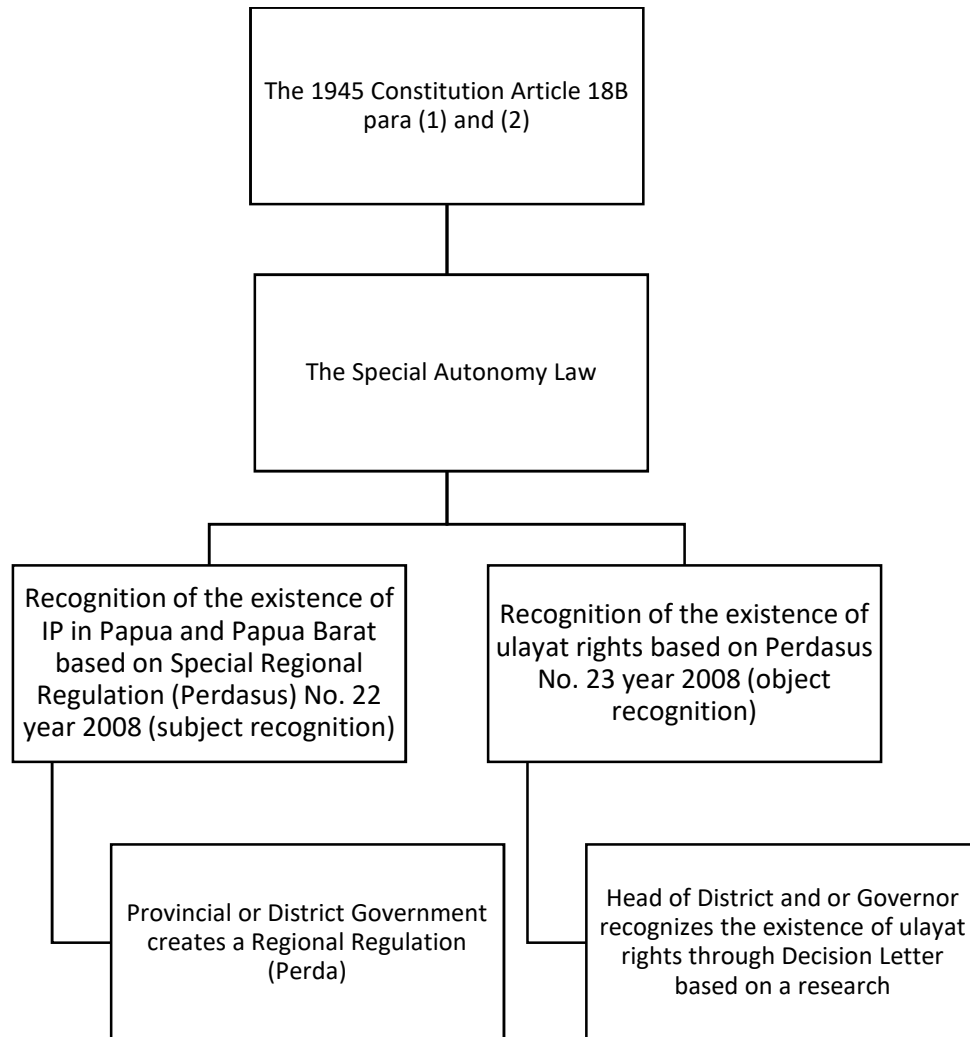 The 1945 Constitution Article 18B
para (1) and (2)
The Special Autonomy Law
Recognition of the existence of
IP in Papua and Papua Barat
based on Special Regional
Regulation (Perdasus) No. 22
year 2008 (subject recognition)
Recognition of the existence of
ulayat rights based on Perdasus
No. 23 year 2008 (object
recognition)
Provincial or District Government
creates a Regional Regulation
(Perda)
Head of District and or Governor
recognizes the existence of ulayat
rights through Decision Letter
based on a research